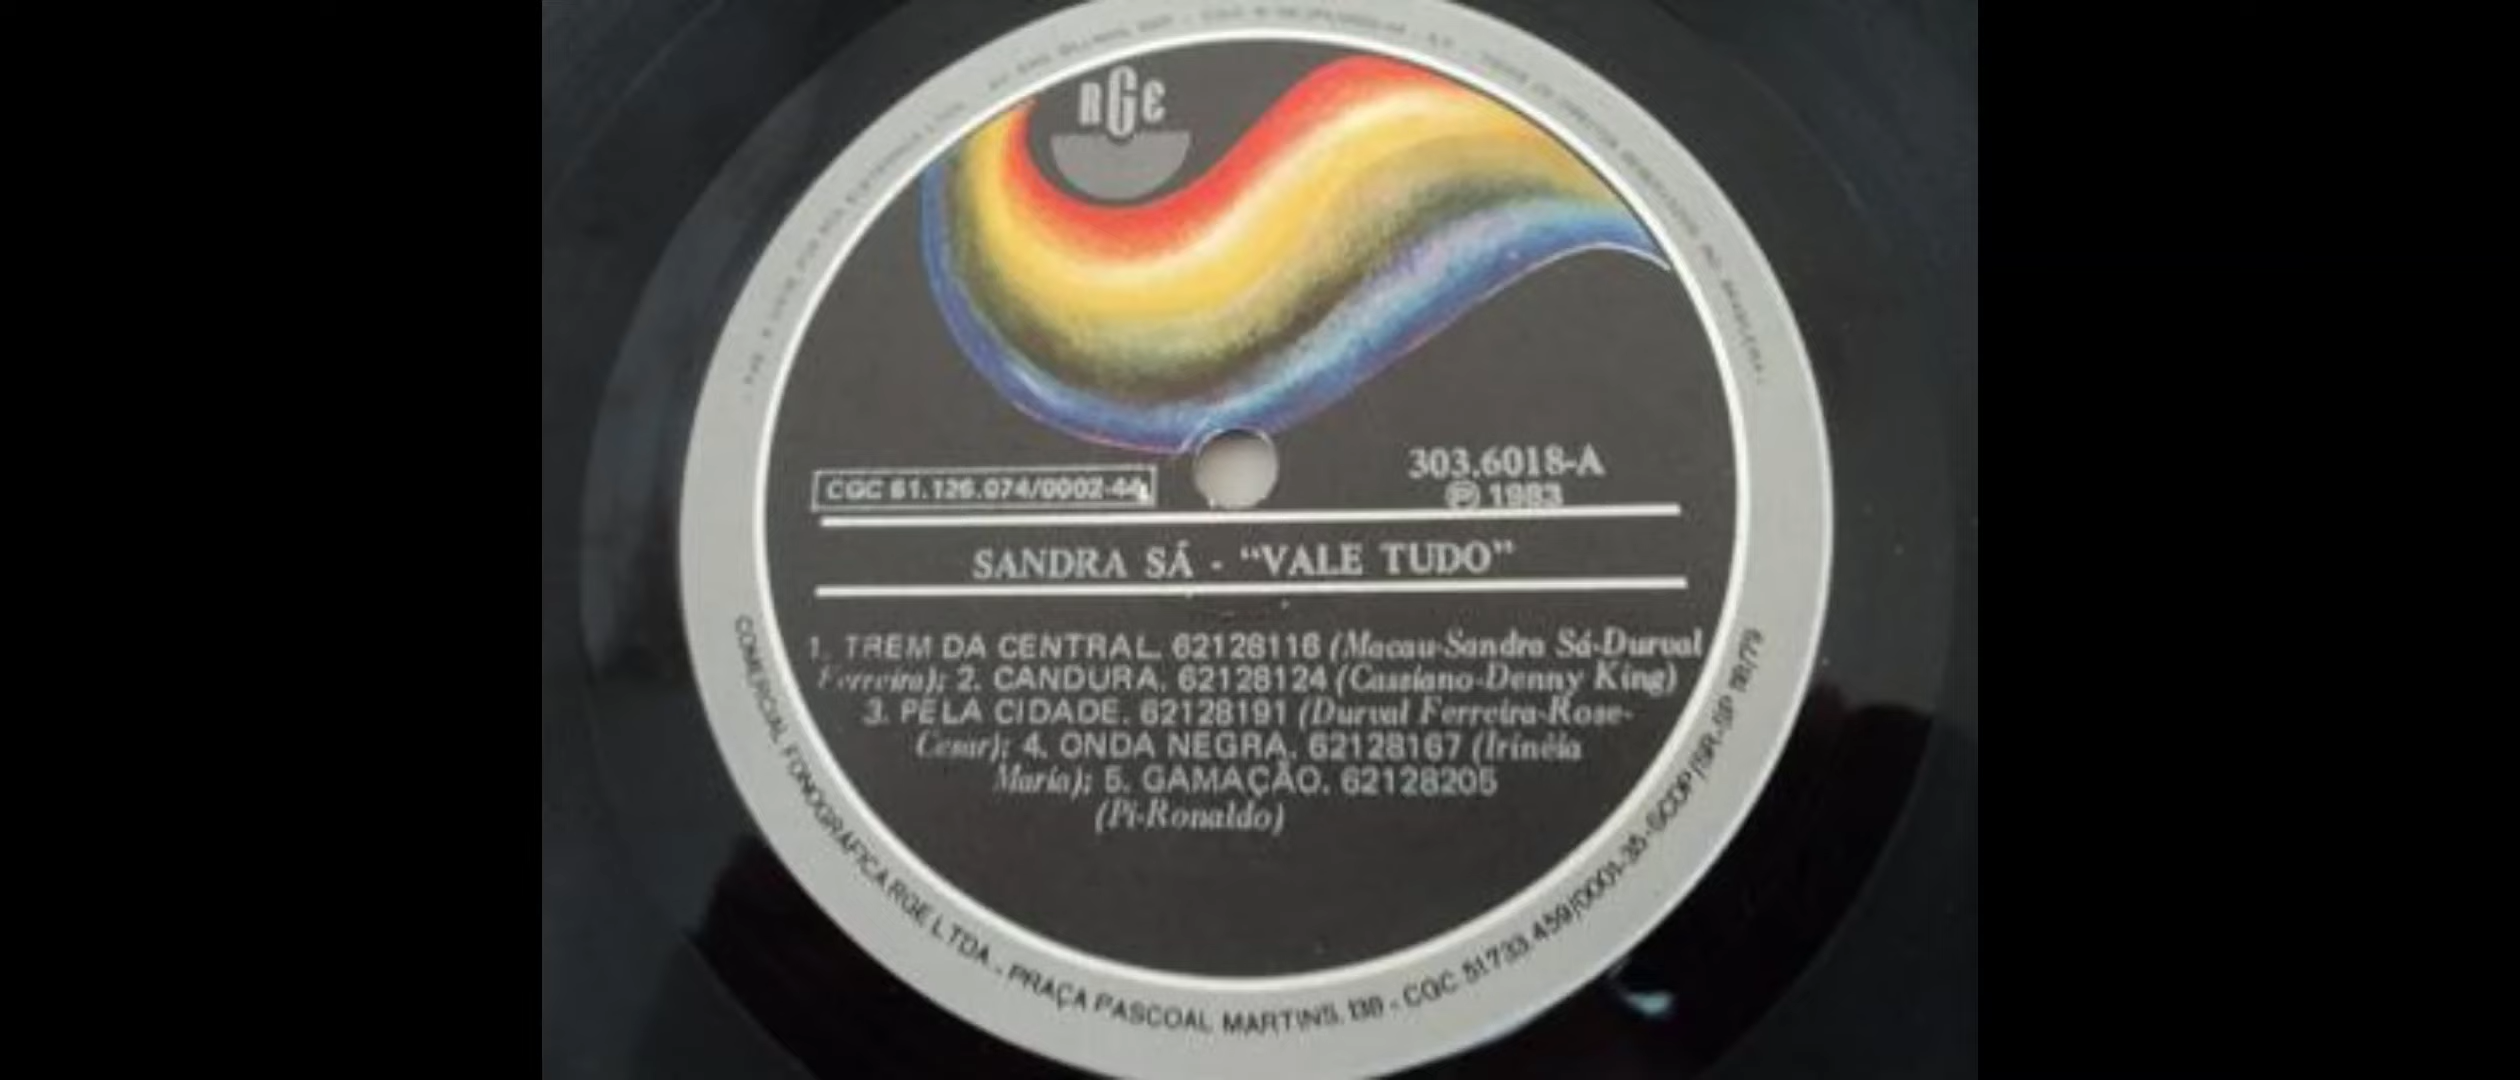 RGE
CGC 61.126.074/0002-44
303.6018-A
Ⓟ 1983
SANDRA SÁ - “VALE TUDO”
1. TREM DA CENTRAL. 62128116 (Macau-Sandra Sá-Durval
Ferreira); 2. CANDURA. 62128124 (Cassiano-Denny King)
3. PELA CIDADE. 62128191 (Durval Ferreira-Rose-
Cesar); 4. ONDA NEGRA. 62128167 (Irinéia
Maria); 5. GAMAÇÃO. 62128205
(Pi-Ronaldo)
COMERCIAL FONOGRÁFICA RGE LTDA. - PRAÇA PASCOAL MARTINS, 138 - CGC 51.733.459/0001-35 - SCDP/SR-SP